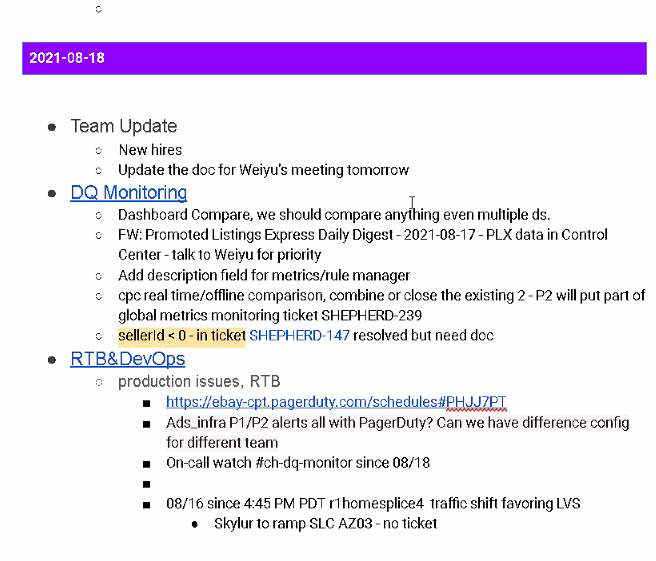 2021-08-18
Team Update
New hires
Update the doc for Weiyu's meeting tomorrow
DQ Monitoring
Dashboard Compare, we should compare anything even multiple ds.
FW: Promoted Listings Express Daily Digest - 2021-08-17 - PLX data in Control
Center - talk to Weiyu for priority
Add description field for metrics/rule manager
cpc real time/offline comparison, combine or close the existing 2 - P2 will put part of
global metrics monitoring ticket SHEPHERD-239
sellerId < 0 - in ticket SHEPHERD-147 resolved but need doc
RTB&DevOps
production issues, RTB
https://ebay-cpt.pagerduty.com/schedules#PHJJ7PT
Ads_infra P1/P2 alerts all with PagerDuty? Can we have difference config
for different team
On-call watch #ch-dq-monitor since 08/18
08/16 since 4:45 PM PDT r1homesplice4 traffic shift favoring LVS
Skylur to ramp SLC AZ03 - no ticket